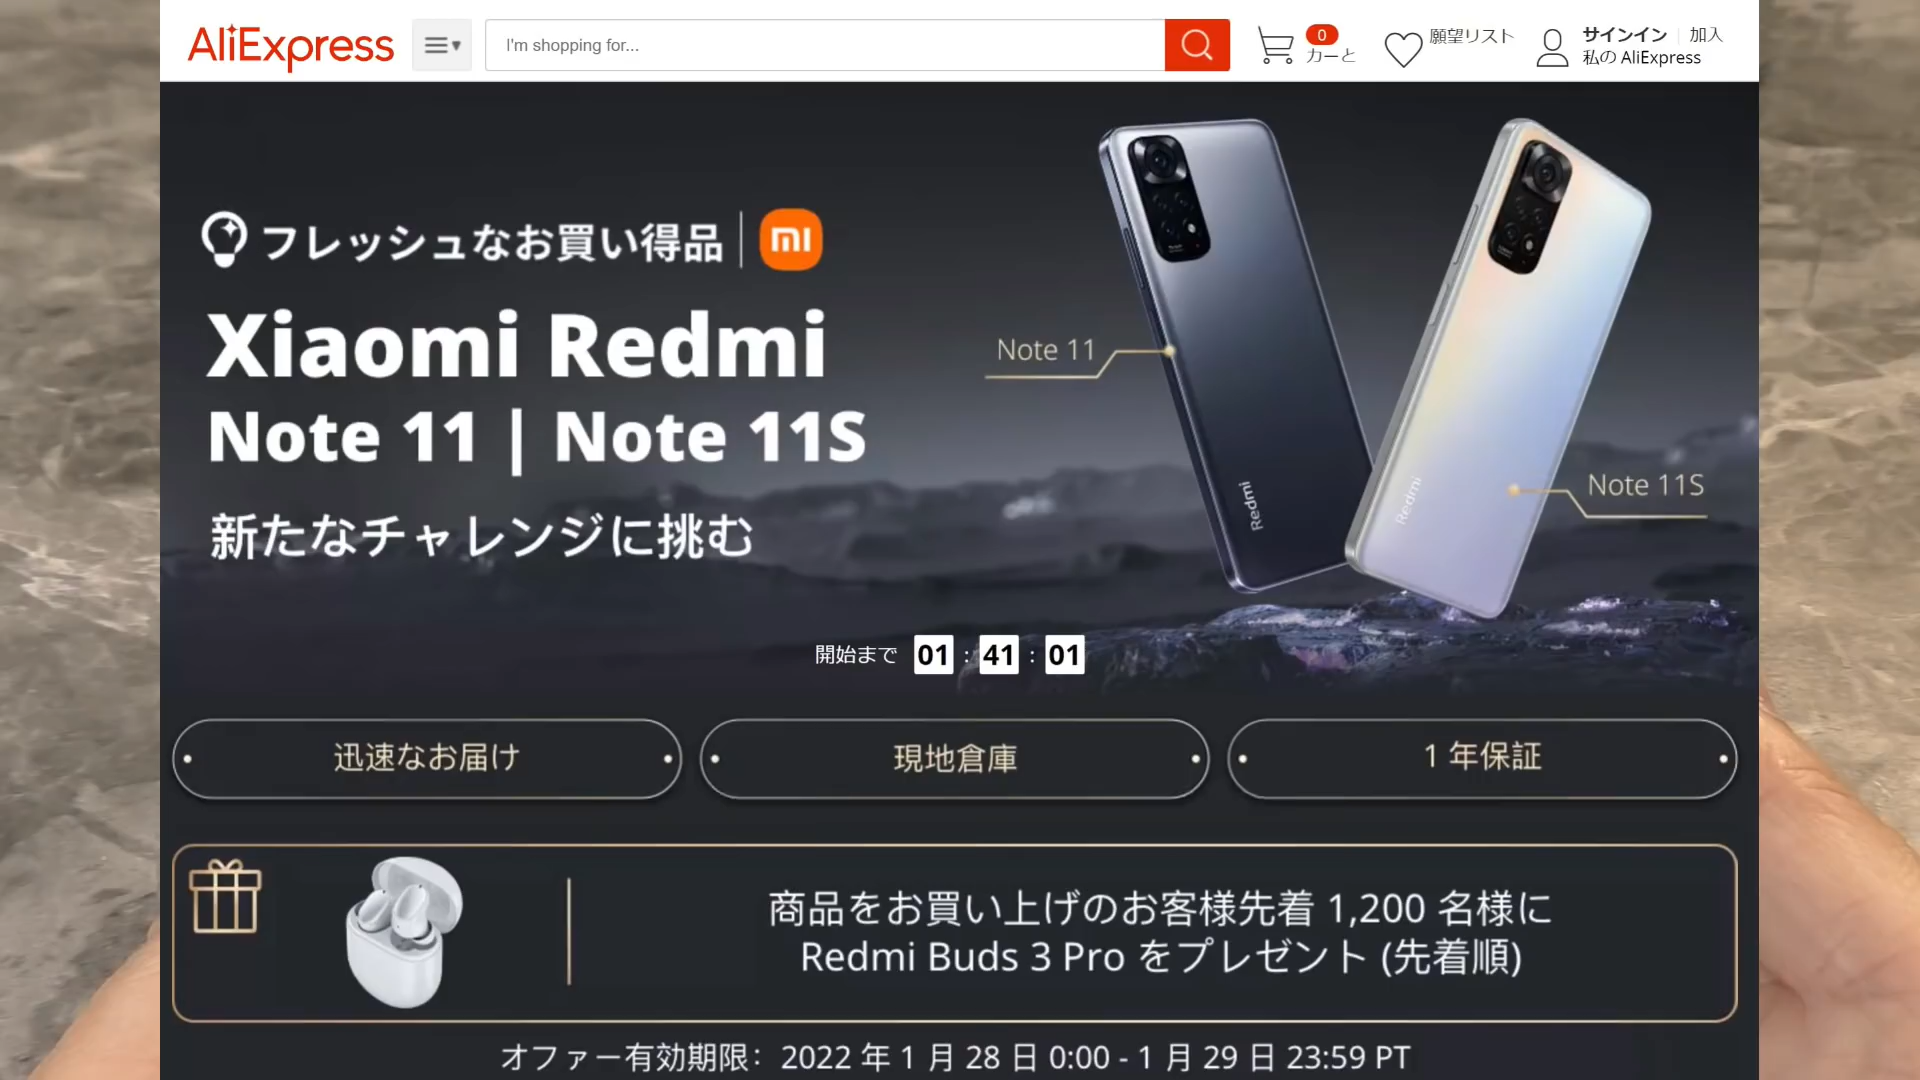 AliExpress
I'm shopping for...
0
カーと
願望リスト
サインイン | 加入
私の AliExpress
フレッシュなお買い得品 | mi
Xiaomi Redmi
Note 11 | Note 11S
新たなチャレンジに挑む
Note 11
Note 11S
Redmi
Redmi
開始まで 01 : 41 : 01
迅速なお届け
現地倉庫
1 年保証
商品をお買い上げのお客様先着 1,200 名様に
Redmi Buds 3 Pro をプレゼント (先着順)
オファー有効期限： 2022 年 1 月 28 日 0:00 - 1 月 29 日 23:59 PT